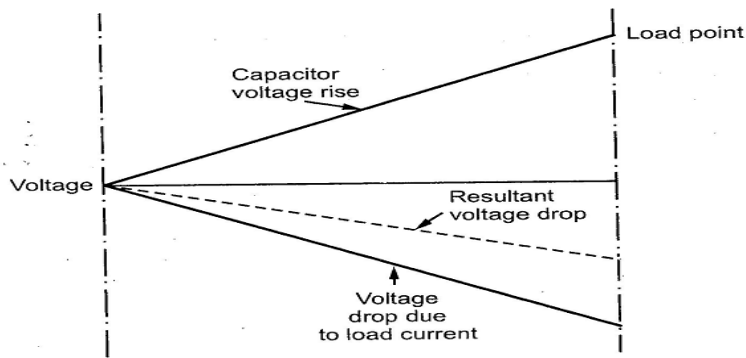 Load point
Capacitor
voltage rise
Voltage
Resultant
voltage drop
Voltage
drop due
to load current